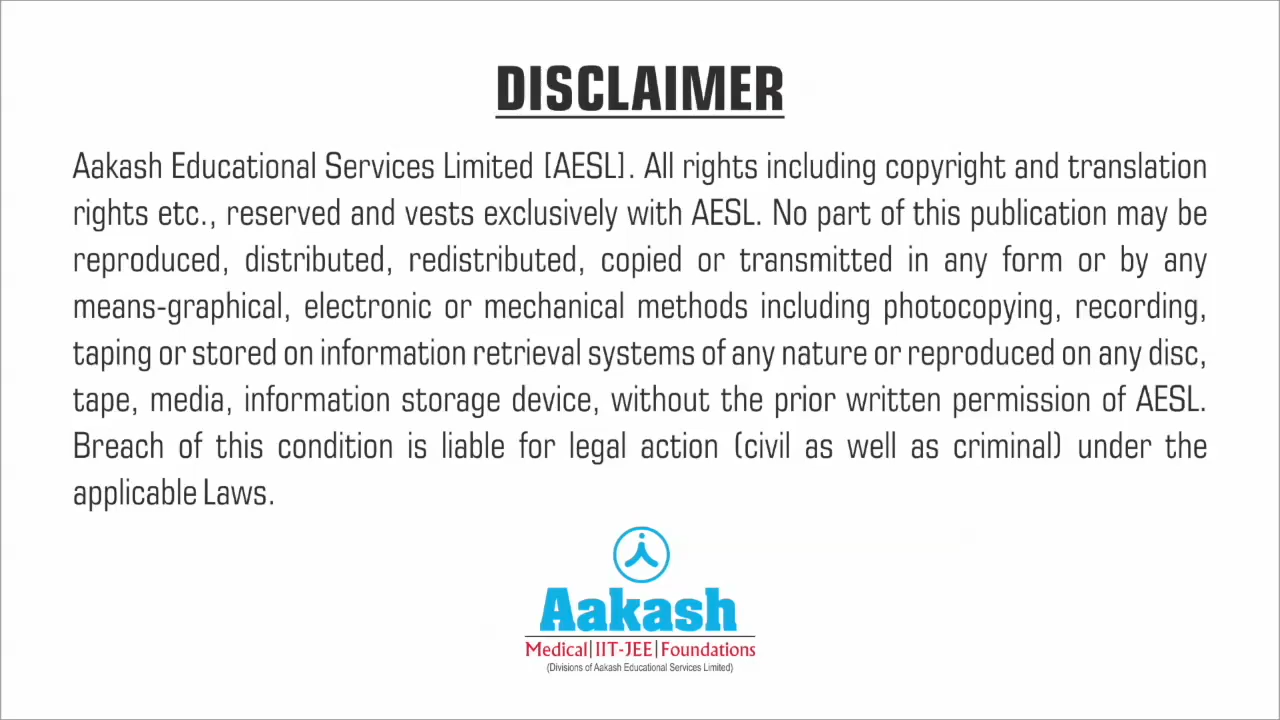 DISCLAIMER
Aakash Educational Services Limited [AESL]. All rights including copyright and translation
rights etc., reserved and vests exclusively with AESL. No part of this publication may be
reproduced, distributed, redistributed, copied or transmitted in any form or by any
means-graphical, electronic or mechanical methods including photocopying, recording,
taping or stored on information retrieval systems of any nature or reproduced on any disc,
tape, media, information storage device, without the prior written permission of AESL.
Breach of this condition is liable for legal action (civil as well as criminal) under the
applicable Laws.
Aakash
Medical|IIT-JEE|Foundations
(Divisions of Aakash Educational Services Limited)